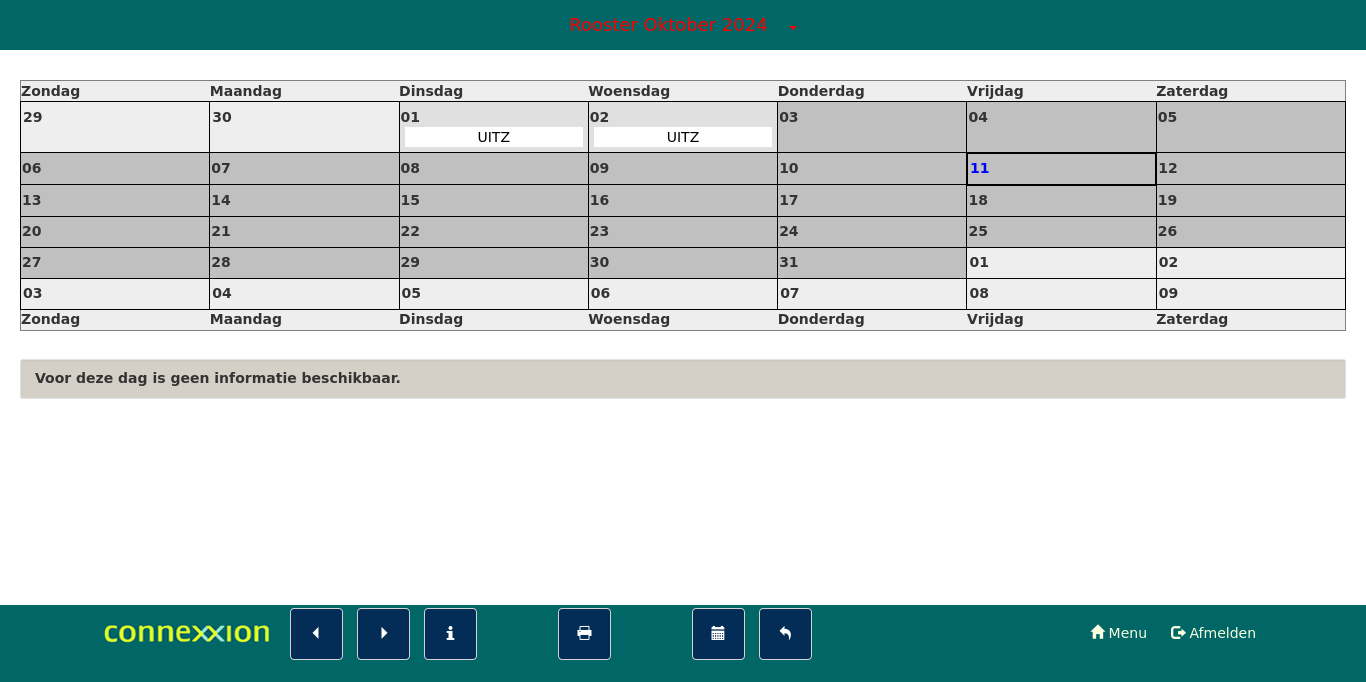 Rooster Oktober 2024
Zondag Maandag Dinsdag Woensdag Donderdag Vrijdag Zaterdag
29 30 01 02 03 04 05
UITZ UITZ
06 07 08 09 10 11 12
13 14 15 16 17 18 19
20 21 22 23 24 25 26
27 28 29 30 31 01 02
03 04 05 06 07 08 09
Zondag Maandag Dinsdag Woensdag Donderdag Vrijdag Zaterdag
Voor deze dag is geen informatie beschikbaar.
connexxion Menu Afmelden